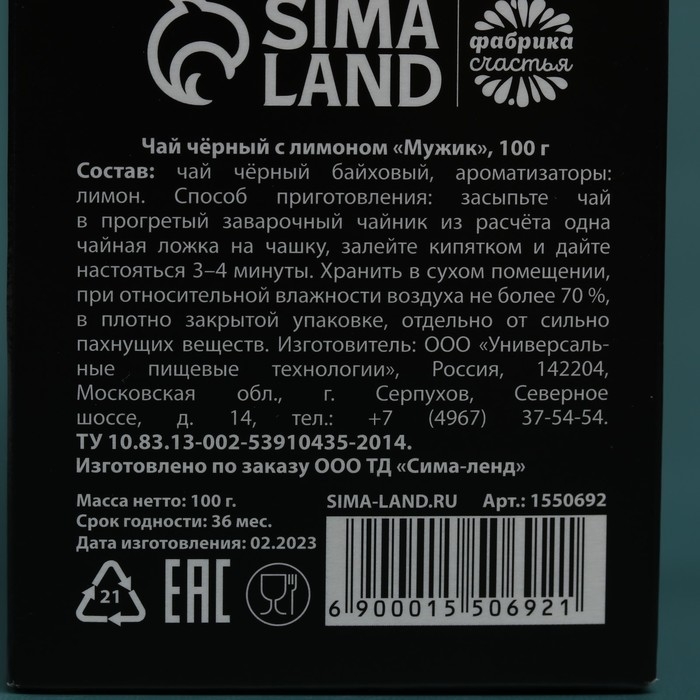 SIMA
LAND
фабрика
счастья
Чай чёрный с лимоном «Мужик», 100 г
Состав: чай чёрный байховый, ароматизаторы:
лимон. Способ приготовления: засыпьте чай
в прогретый заварочный чайник из расчёта одна
чайная ложка на чашку, залейте кипятком и дайте
настояться 3–4 минуты. Хранить в сухом помещении,
при относительной влажности воздуха не более 70 %,
в плотно закрытой упаковке, отдельно от сильно
пахнущих веществ. Изготовитель: ООО «Универсаль-
ные пищевые технологии», Россия, 142204,
Московская обл., г. Серпухов, Северное
шоссе, д. 14, тел.: +7 (4967) 37-54-54.
ТУ 10.83.13-002-53910435-2014.
Изготовлено по заказу ООО ТД «Сима-ленд»
Масса нетто: 100 г.
Срок годности: 36 мес.
Дата изготовления: 02.2023
SIMA-LAND.RU Арт.: 1550692
21
EAC
6 900015 506921